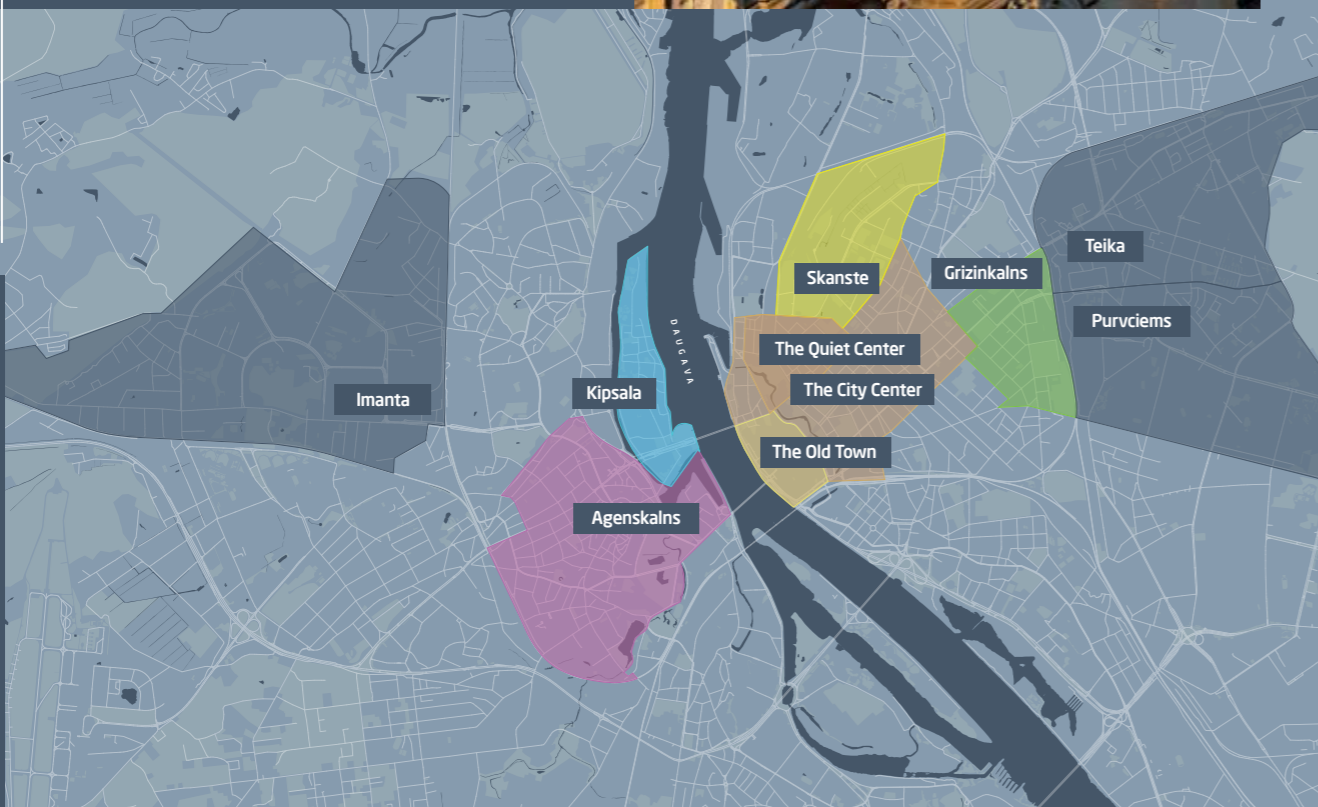 Teika
Grizinkalns
Skanste
Purvciems
DAUGAVA
The Quiet Center
The City Center
Kipsala
Imanta
The Old Town
Agenskalns